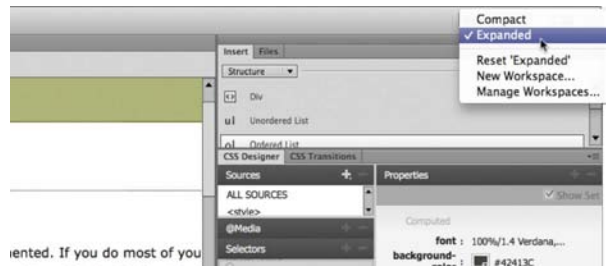 Compact
✓ Expanded
Reset 'Expanded'
New Workspace...
Manage Workspaces...
Insert Files
Structure
Div
ul Unordered List
ol Ordered List
CSS Designer CSS Transitions
Sources
ALL SOURCES
<style>
@Media
Selectors
Properties
Show Set
Computed
font : 100%/1.4 Verdana,...
background-
color : #42413C
ented. If you do most of you